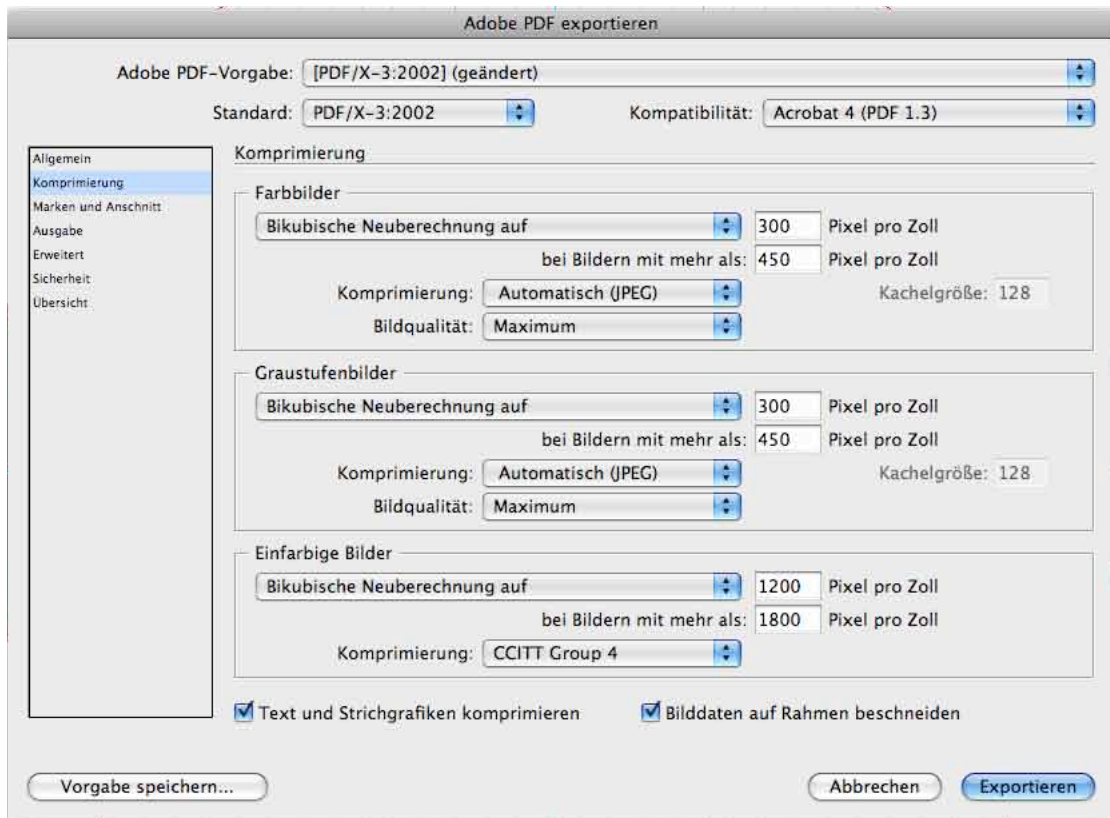 Adobe PDF exportieren
Adobe PDF-Vorgabe: [PDF/X-3:2002] (geändert)
Standard: PDF/X-3:2002 Kompatibilität: Acrobat 4 (PDF 1.3)
Allgemein
Komprimierung
Marken und Anschnitt
Ausgabe
Erweitert
Sicherheit
Übersicht
Komprimierung
Farbbilder
Bikubische Neuberechnung auf 300 Pixel pro Zoll
bei Bildern mit mehr als: 450 Pixel pro Zoll
Komprimierung: Automatisch (JPEG) Kachelgröße: 128
Bildqualität: Maximum
Graustufenbilder
Bikubische Neuberechnung auf 300 Pixel pro Zoll
bei Bildern mit mehr als: 450 Pixel pro Zoll
Komprimierung: Automatisch (JPEG) Kachelgröße: 128
Bildqualität: Maximum
Einfarbige Bilder
Bikubische Neuberechnung auf 1200 Pixel pro Zoll
bei Bildern mit mehr als: 1800 Pixel pro Zoll
Komprimierung: CCITT Group 4
Text und Strichgrafiken komprimieren Bilddaten auf Rahmen beschneiden
Vorgabe speichern... Abbrechen Exportieren